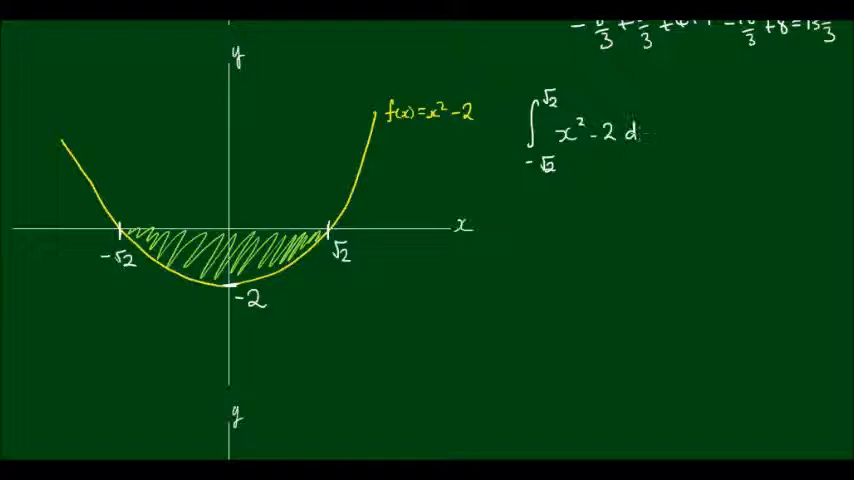 y
f(x)=x²-2
∫_{-√2}^{√2} x²-2 d
x
-√2
√2
-2
y